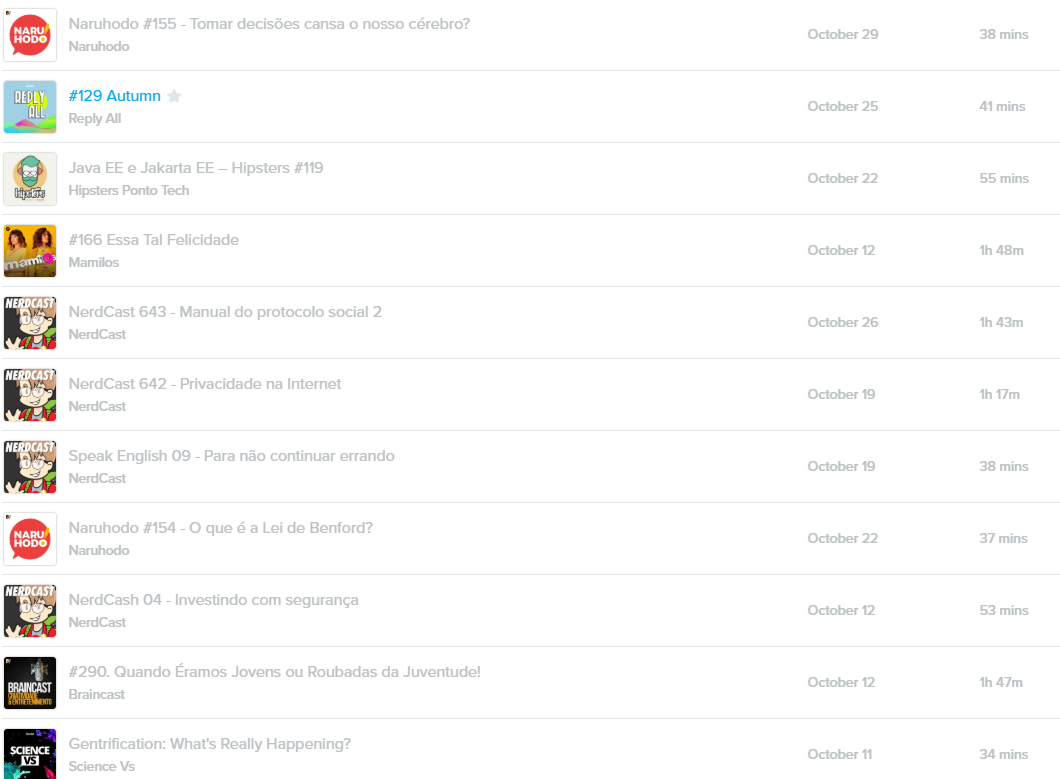 NARU
HODO
Naruhodo #155 - Tomar decisões cansa o nosso cérebro?
Naruhodo
October 29
38 mins
REPLY
ALL
#129 Autumn
Reply All
October 25
41 mins
hipsters
Java EE e Jakarta EE – Hipsters #119
Hipsters Ponto Tech
October 22
55 mins
mamilos
#166 Essa Tal Felicidade
Mamilos
October 12
1h 48m
NERDCAST
NerdCast 643 - Manual do protocolo social 2
NerdCast
October 26
1h 43m
NERDCAST
NerdCast 642 - Privacidade na Internet
NerdCast
October 19
1h 17m
NERDCAST
Speak English 09 - Para não continuar errando
NerdCast
October 19
38 mins
NARU
HODO
Naruhodo #154 - O que é a Lei de Benford?
Naruhodo
October 22
37 mins
NERDCAST
NerdCash 04 - Investindo com segurança
NerdCast
October 12
53 mins
BRAINCAST
CRIATIVIDADE
& ENTRETENIMENTO
#290. Quando Éramos Jovens ou Roubadas da Juventude!
Braincast
October 12
1h 47m
SCIENCE
VS
Gentrification: What's Really Happening?
Science Vs
October 11
34 mins